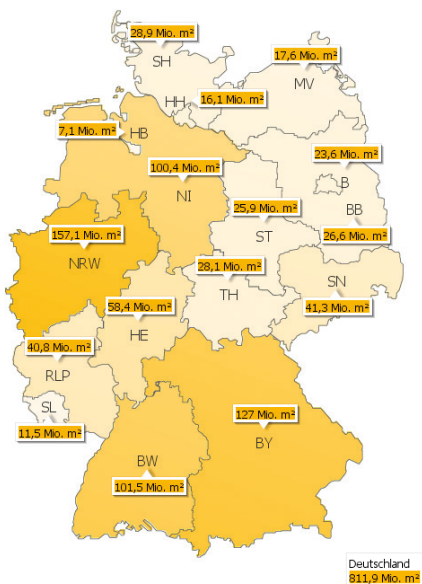 28,9 Mio. m²
SH
17,6 Mio. m²
MV
HH
16,1 Mio. m²
7,1 Mio. m²
HB
100,4 Mio. m²
NI
23,6 Mio. m²
B
BB
25,9 Mio. m²
ST
26,6 Mio. m²
157,1 Mio. m²
NRW
28,1 Mio. m²
TH
SN
41,3 Mio. m²
58,4 Mio. m²
HE
40,8 Mio. m²
RLP
SL
11,5 Mio. m²
127 Mio. m²
BY
BW
101,5 Mio. m²
Deutschland
811,9 Mio. m²